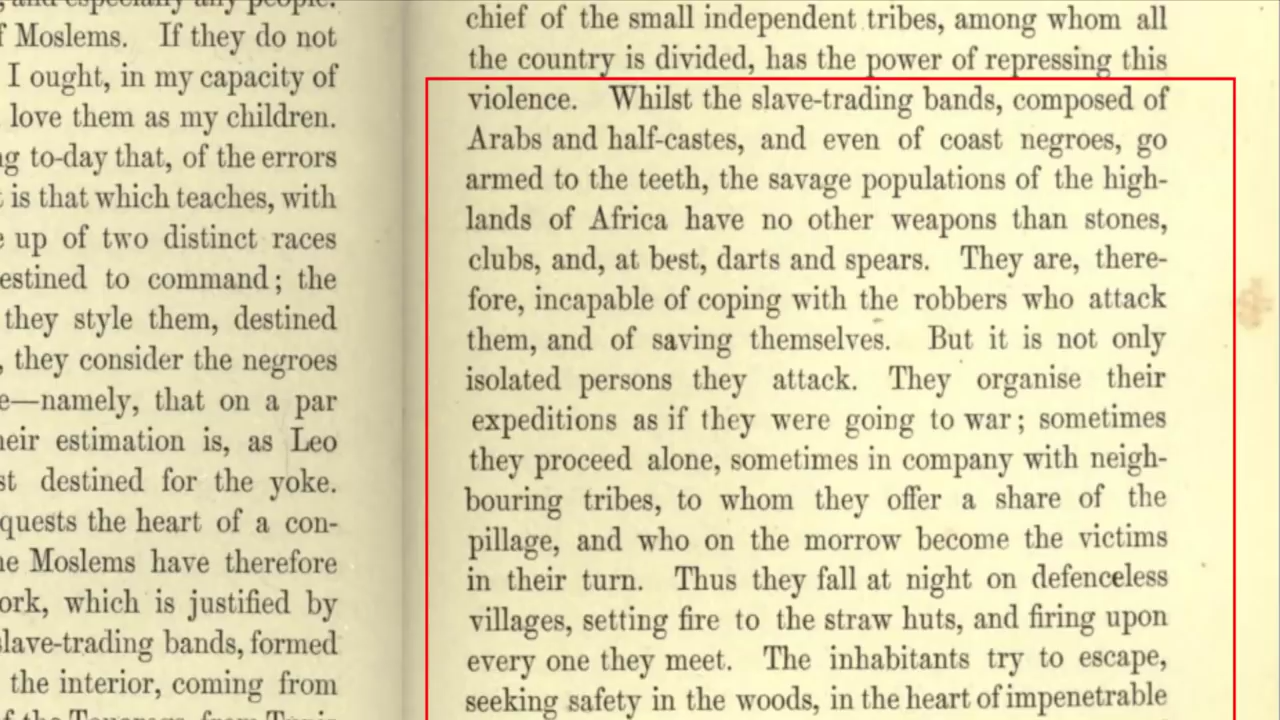 f Moslems. If they do not
I ought, in my capacity of
love them as my children.
to-day that, of the errors
is that which teaches, with
up of two distinct races
estined to command; the
they style them, destined
, they consider the negroes
e—namely, that on a par
eir estimation is, as Leo
st destined for the yoke.
quests the heart of a con-
Moslems have therefore
ork, which is justified by
slave-trading bands, formed
the interior, coming from
chief of the small independent tribes, among whom all
the country is divided, has the power of repressing this
violence. Whilst the slave-trading bands, composed of
Arabs and half-castes, and even of coast negroes, go
armed to the teeth, the savage populations of the high-
lands of Africa have no other weapons than stones,
clubs, and, at best, darts and spears. They are, there-
fore, incapable of coping with the robbers who attack
them, and of saving themselves. But it is not only
isolated persons they attack. They organise their
expeditions as if they were going to war; sometimes
they proceed alone, sometimes in company with neigh-
bouring tribes, to whom they offer a share of the
pillage, and who on the morrow become the victims
in their turn. Thus they fall at night on defenceless
villages, setting fire to the straw huts, and firing upon
every one they meet. The inhabitants try to escape,
seeking safety in the woods, in the heart of impenetrable